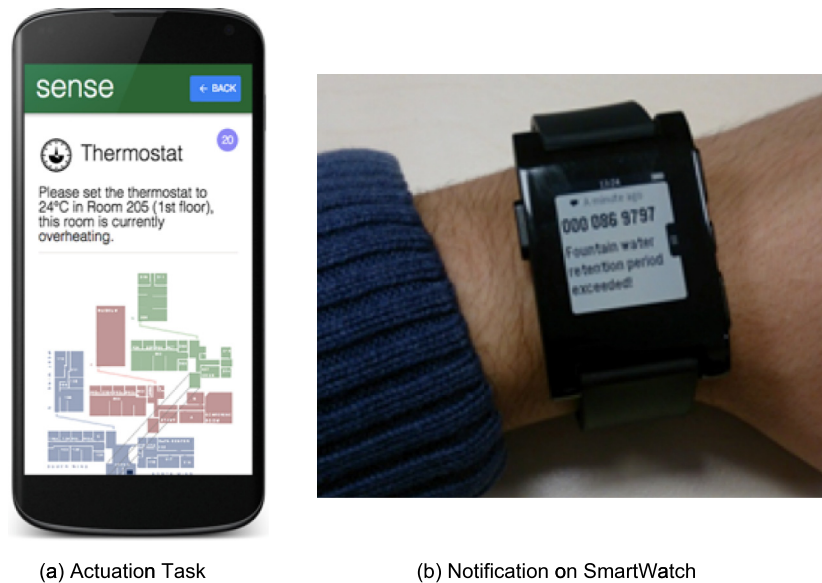 sense
← BACK
20
Thermostat
Please set the thermostat to
24°C in Room 205 (1st floor),
this room is currently
overheating.
13:24
A minute ago
000 086 9797
Fountain water
retention period
exceeded!
(a) Actuation Task
(b) Notification on SmartWatch